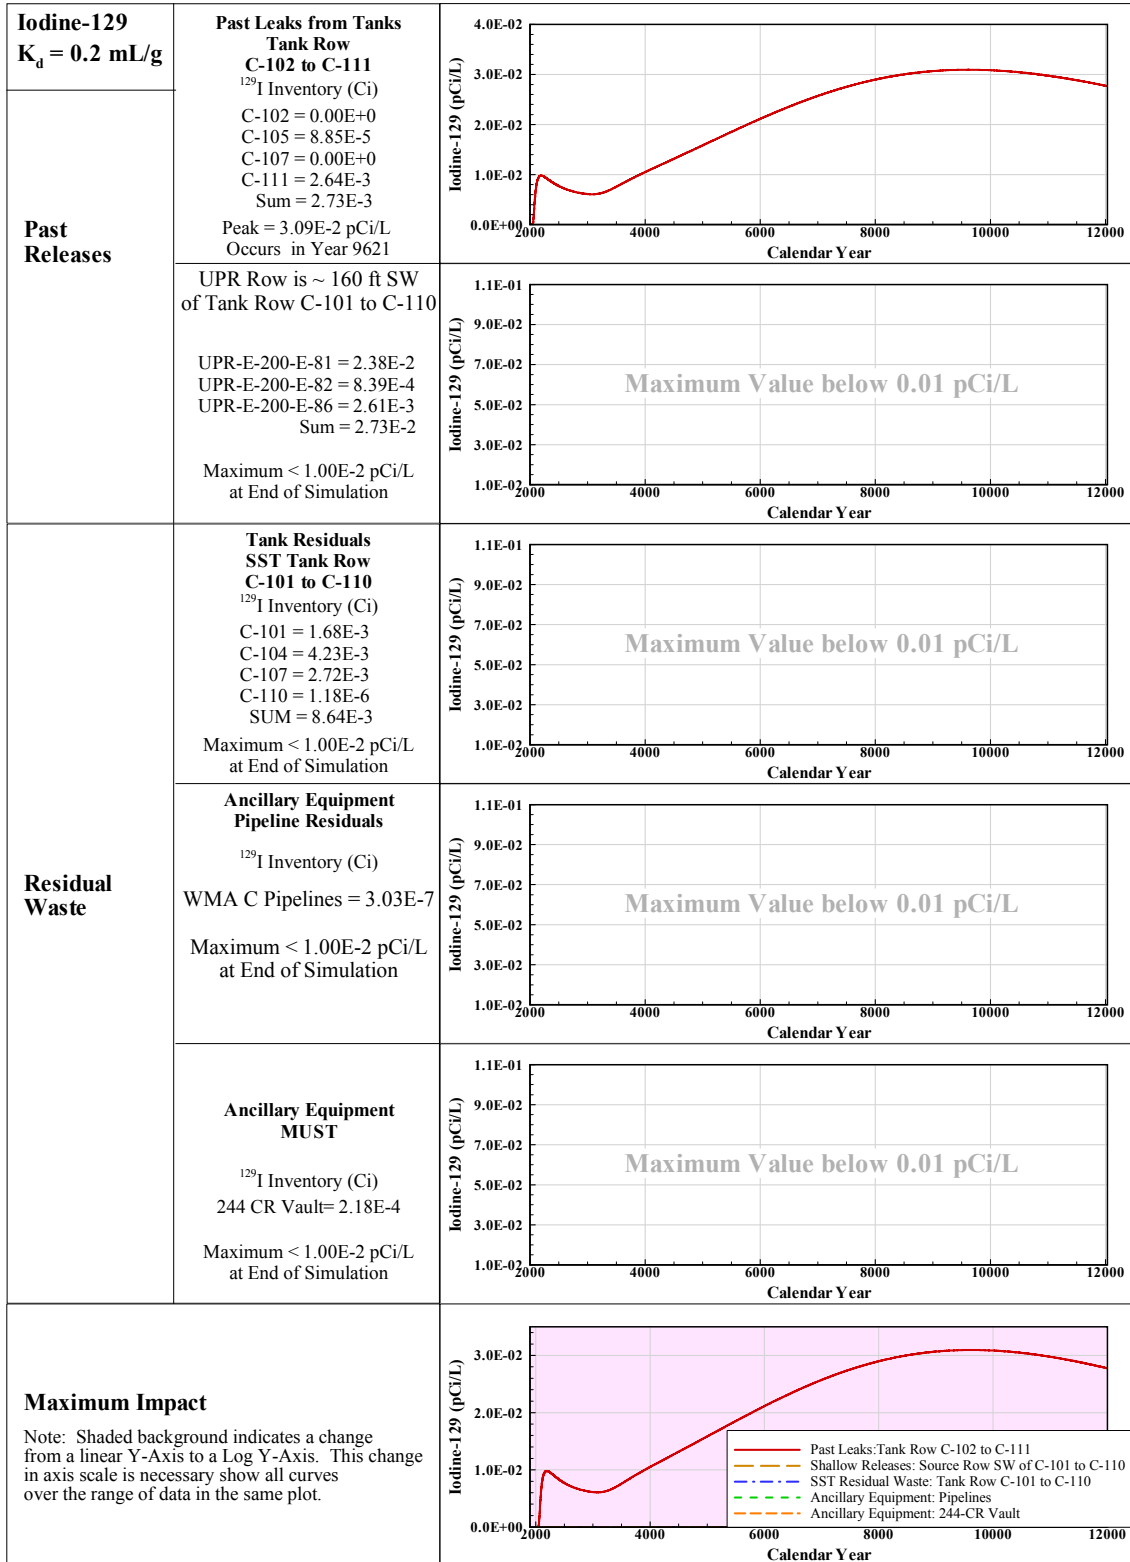 Iodine-129
Kd = 0.2 mL/g
Past
Releases
Past Leaks from Tanks
Tank Row
C-102 to C-111
129I Inventory (Ci)
C-102 = 0.00E+0
C-105 = 8.85E-5
C-107 = 0.00E+0
C-111 = 2.64E-3
Sum = 2.73E-3
Peak = 3.09E-2 pCi/L
Occurs in Year 9621
Iodine-129 (pCi/L)
4.0E-02
3.0E-02
2.0E-02
1.0E-02
0.0E+00
2000 4000 6000 8000 10000 12000
Calendar Year
UPR Row is ~ 160 ft SW
of Tank Row C-101 to C-110
UPR-E-200-E-81 = 2.38E-2
UPR-E-200-E-82 = 8.39E-4
UPR-E-200-E-86 = 2.61E-3
Sum = 2.73E-2
Maximum < 1.00E-2 pCi/L
at End of Simulation
Iodine-129 (pCi/L)
1.1E-01
9.0E-02
7.0E-02
5.0E-02
3.0E-02
1.0E-02
Maximum Value below 0.01 pCi/L
2000 4000 6000 8000 10000 12000
Calendar Year
Residual
Waste
Tank Residuals
SST Tank Row
C-101 to C-110
129I Inventory (Ci)
C-101 = 1.68E-3
C-104 = 4.23E-3
C-107 = 2.72E-3
C-110 = 1.18E-6
SUM = 8.64E-3
Maximum < 1.00E-2 pCi/L
at End of Simulation
Iodine-129 (pCi/L)
1.1E-01
9.0E-02
7.0E-02
5.0E-02
3.0E-02
1.0E-02
Maximum Value below 0.01 pCi/L
2000 4000 6000 8000 10000 12000
Calendar Year
Ancillary Equipment
Pipeline Residuals
129I Inventory (Ci)
WMA C Pipelines = 3.03E-7
Maximum < 1.00E-2 pCi/L
at End of Simulation
Iodine-129 (pCi/L)
1.1E-01
9.0E-02
7.0E-02
5.0E-02
3.0E-02
1.0E-02
Maximum Value below 0.01 pCi/L
2000 4000 6000 8000 10000 12000
Calendar Year
Ancillary Equipment
MUST
129I Inventory (Ci)
244 CR Vault= 2.18E-4
Maximum < 1.00E-2 pCi/L
at End of Simulation
Iodine-129 (pCi/L)
1.1E-01
9.0E-02
7.0E-02
5.0E-02
3.0E-02
1.0E-02
Maximum Value below 0.01 pCi/L
2000 4000 6000 8000 10000 12000
Calendar Year
Maximum Impact
Note: Shaded background indicates a change
from a linear Y-Axis to a Log Y-Axis. This change
in axis scale is necessary show all curves
over the range of data in the same plot.
Iodine-129 (pCi/L)
3.0E-02
2.0E-02
1.0E-02
0.0E+00
Past Leaks:Tank Row C-102 to C-111
Shallow Releases: Source Row SW of C-101 to C-110
SST Residual Waste: Tank Row C-101 to C-110
Ancillary Equipment: Pipelines
Ancillary Equipment: 244-CR Vault
2000 4000 6000 8000 10000 12000